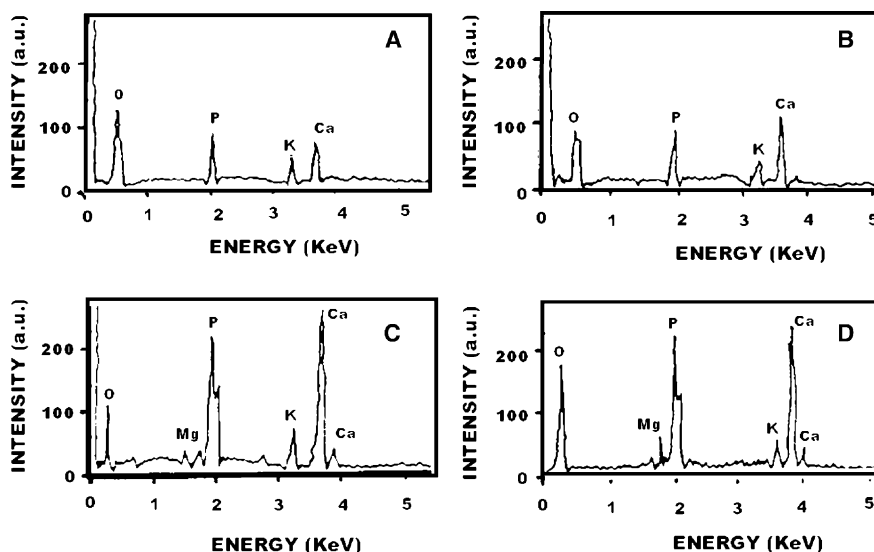 A
INTENSITY (a.u.)
200
100
0
O
P
K
Ca
0 1 2 3 4 5
ENERGY (KeV)
B
INTENSITY (a.u.)
200
100
0
O
P
K
Ca
0 1 2 3 4 5
ENERGY (KeV)
C
INTENSITY (a.u.)
200
100
0
O
Mg
P
K
Ca
Ca
0 1 2 3 4 5
ENERGY (KeV)
D
INTENSITY (a.u.)
200
100
0
O
Mg
P
K
Ca
Ca
0 1 2 3 4 5
ENERGY (KeV)